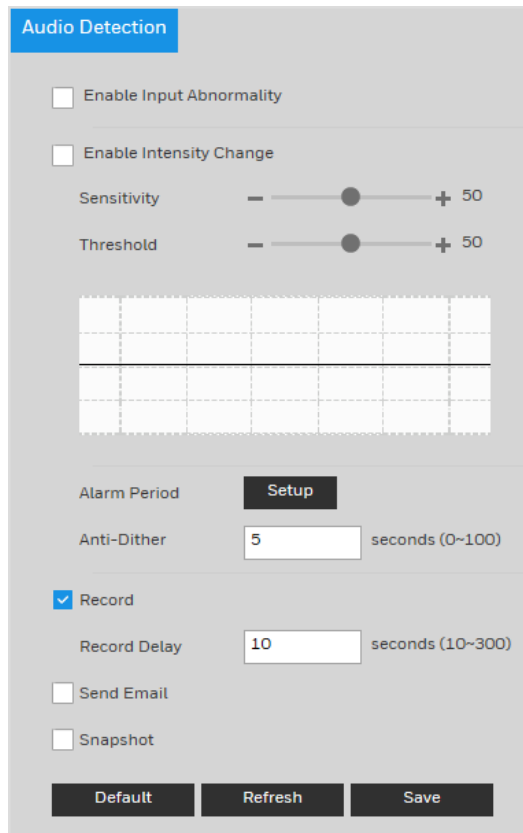 Audio Detection
Enable Input Abnormality
Enable Intensity Change
Sensitivity 50
Threshold 50
Alarm Period Setup
Anti-Dither 5 seconds (0~100)
Record
Record Delay 10 seconds (10~300)
Send Email
Snapshot
Default Refresh Save